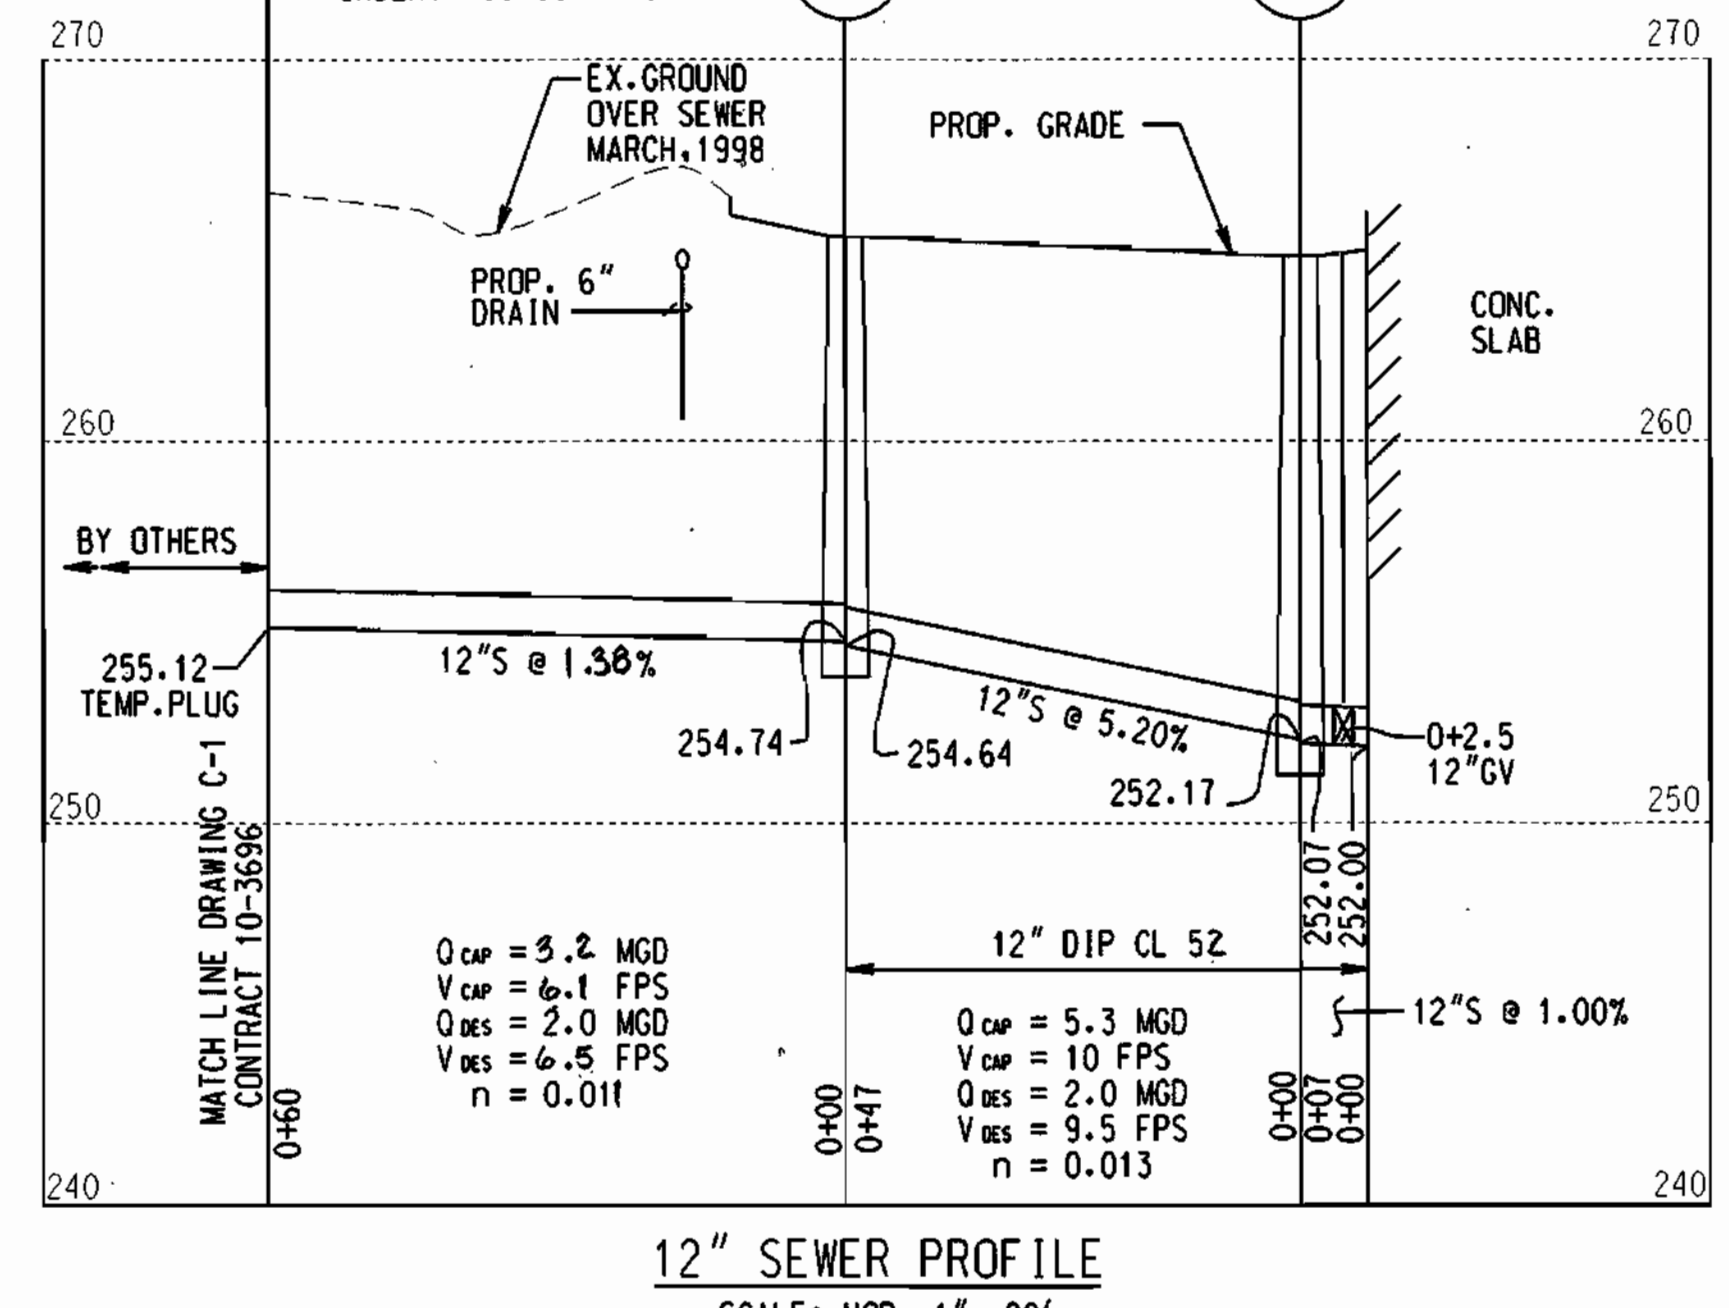 270
270
EX.GROUND
OVER SEWER
MARCH,1998
PROP. GRADE
PROP. 6"
DRAIN
CONC.
SLAB
260
260
BY OTHERS
255.12
TEMP.PLUG
12"S @ 1.38%
12"S @ 5.20%
254.74
254.64
252.17
0+2.5
12"GV
250
250
252.07
252.00
MATCH LINE DRAWING C-1
CONTRACT 10-3696
12" DIP CL 52
12"S @ 1.00%
Q CAP = 3.2 MGD
V CAP = 6.1 FPS
Q DES = 2.0 MGD
V DES = 6.5 FPS
n = 0.011
Q CAP = 5.3 MGD
V CAP = 10 FPS
Q DES = 2.0 MGD
V DES = 9.5 FPS
n = 0.013
0+60
0+00
0+47
0+00
0+07
0+00
240
240
12" SEWER PROFILE